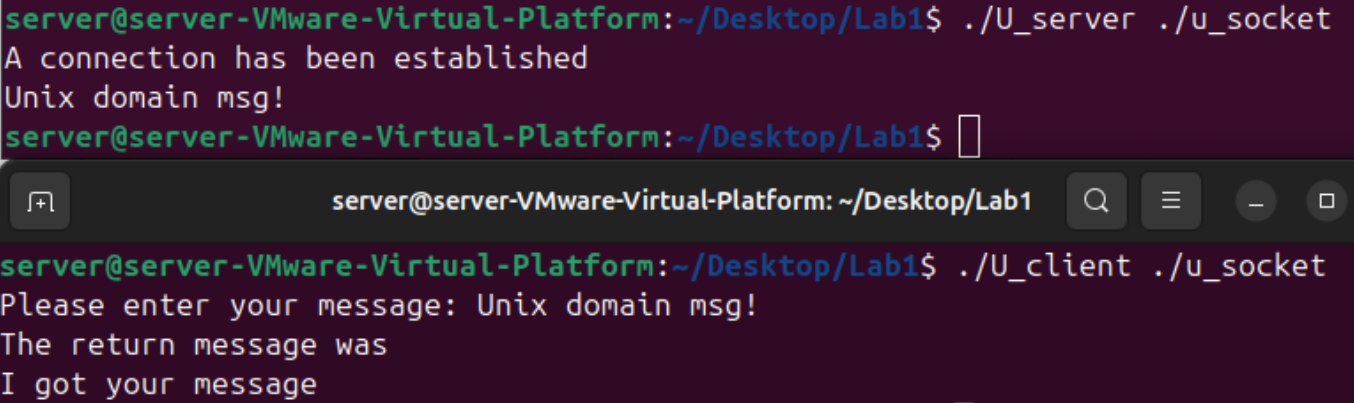 server@server-VMware-Virtual-Platform:~/Desktop/Lab1$ ./U_server ./u_socket
A connection has been established
Unix domain msg!
server@server-VMware-Virtual-Platform:~/Desktop/Lab1$
server@server-VMware-Virtual-Platform: ~/Desktop/Lab1
server@server-VMware-Virtual-Platform:~/Desktop/Lab1$ ./U_client ./u_socket
Please enter your message: Unix domain msg!
The return message was
I got your message